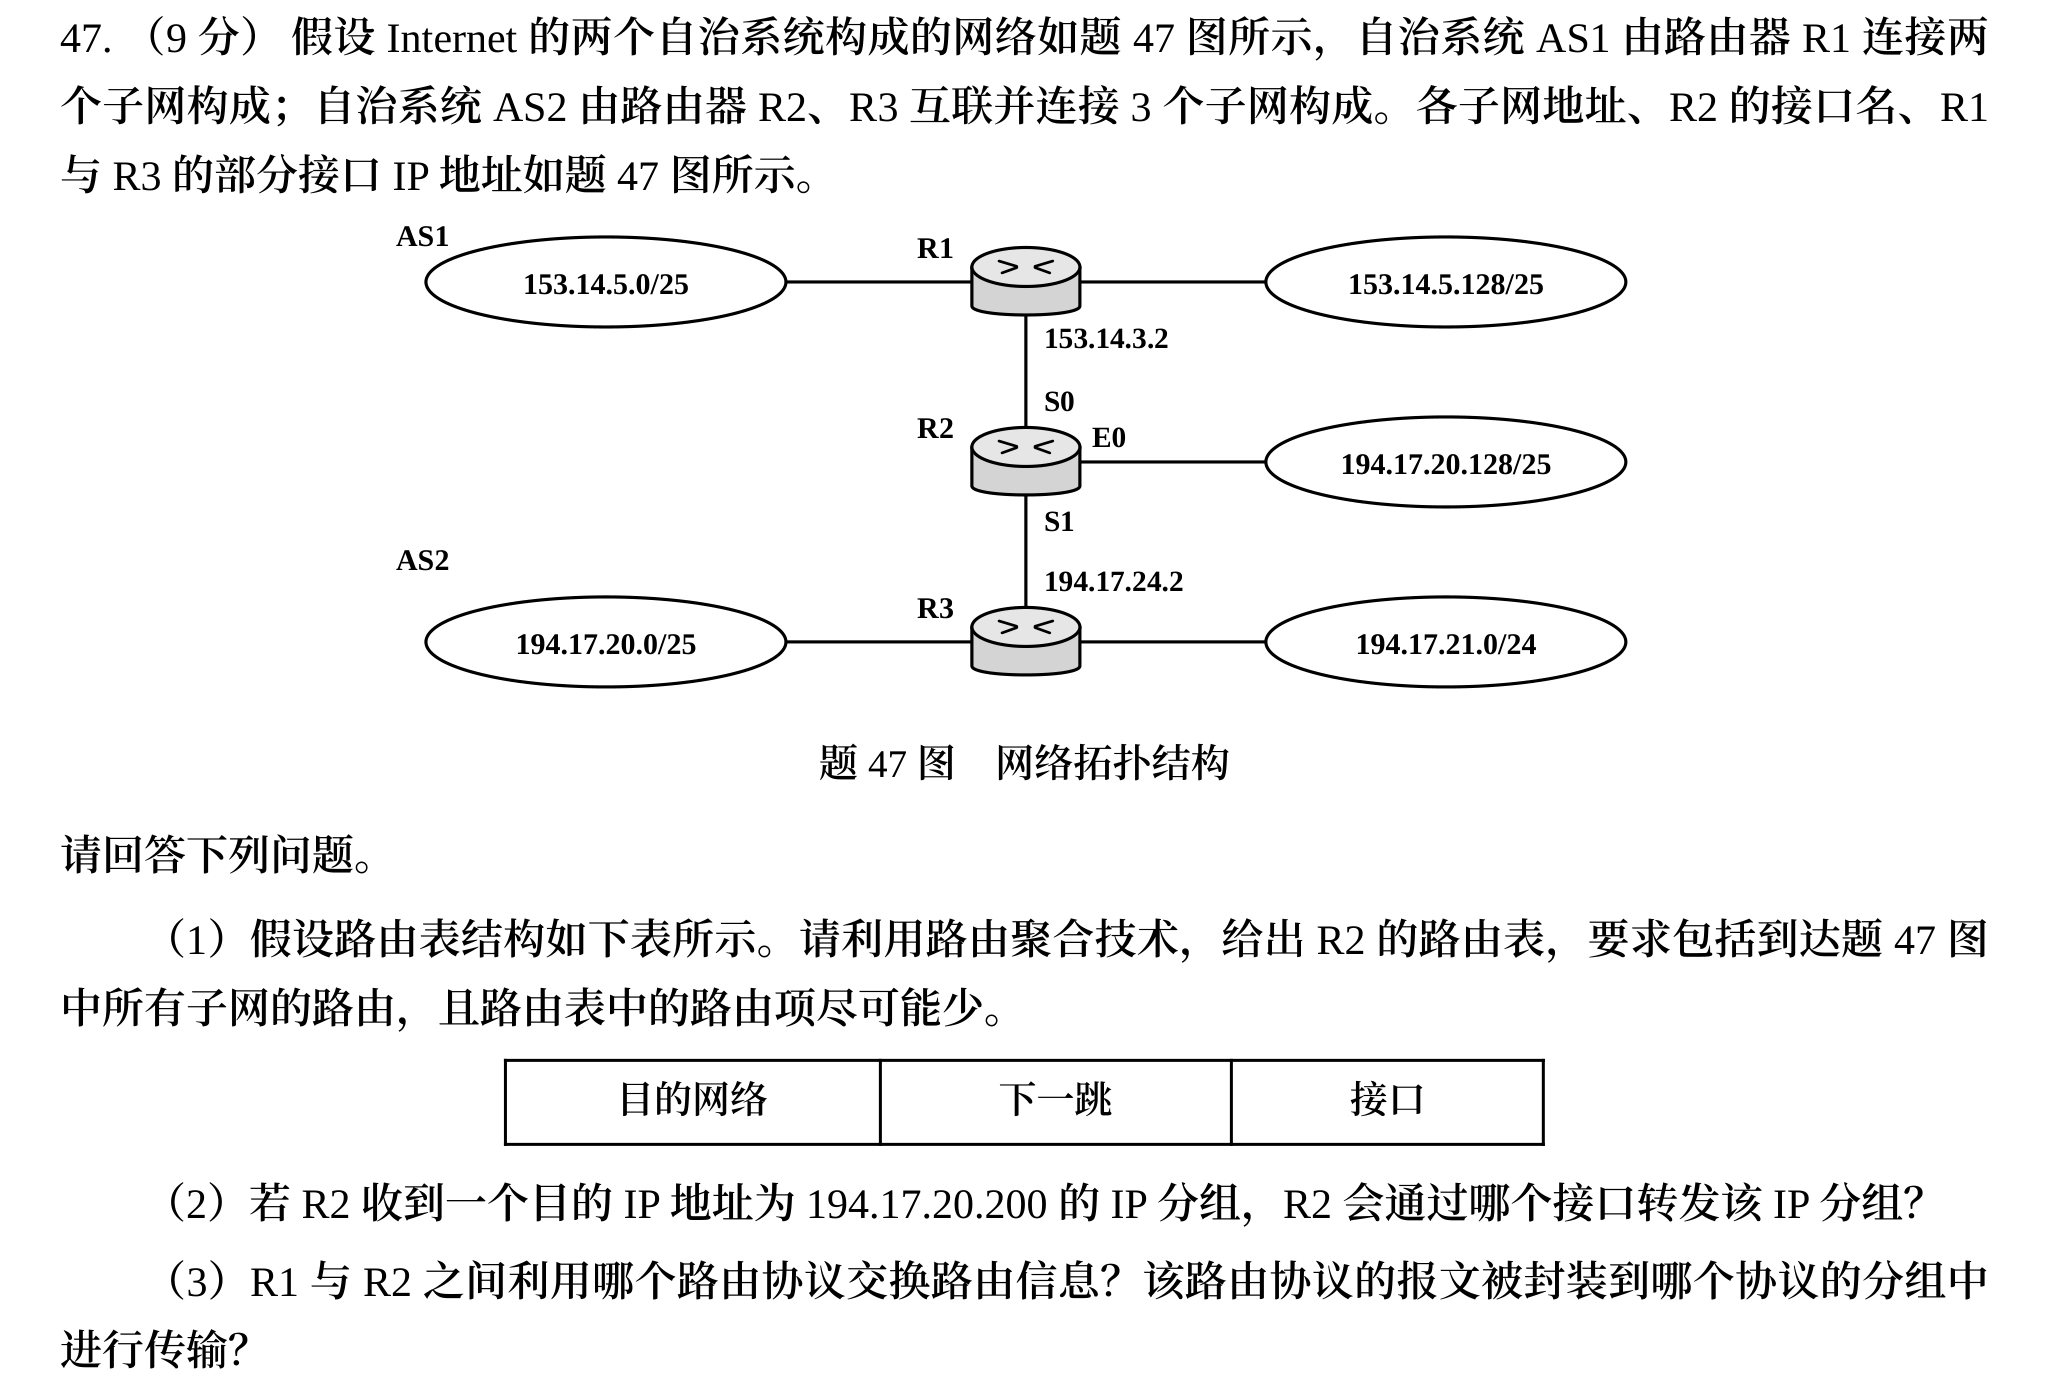 47. （9 分） 假设 Internet 的两个自治系统构成的网络如题 47 图所示，自治系统 AS1 由路由器 R1 连接两
个子网构成；自治系统 AS2 由路由器 R2、R3 互联并连接 3 个子网构成。各子网地址、R2 的接口名、R1
与 R3 的部分接口 IP 地址如题 47 图所示。
AS1
153.14.5.0/25
R1
153.14.5.128/25
153.14.3.2
S0
R2
E0
194.17.20.128/25
S1
AS2
194.17.24.2
R3
194.17.20.0/25
194.17.21.0/24
题 47 图 网络拓扑结构
请回答下列问题。
（1）假设路由表结构如下表所示。请利用路由聚合技术，给出 R2 的路由表，要求包括到达题 47 图
中所有子网的路由，且路由表中的路由项尽可能少。
目的网络 下一跳 接口
（2）若 R2 收到一个目的 IP 地址为 194.17.20.200 的 IP 分组，R2 会通过哪个接口转发该 IP 分组？
（3）R1 与 R2 之间利用哪个路由协议交换路由信息？该路由协议的报文被封装到哪个协议的分组中
进行传输？